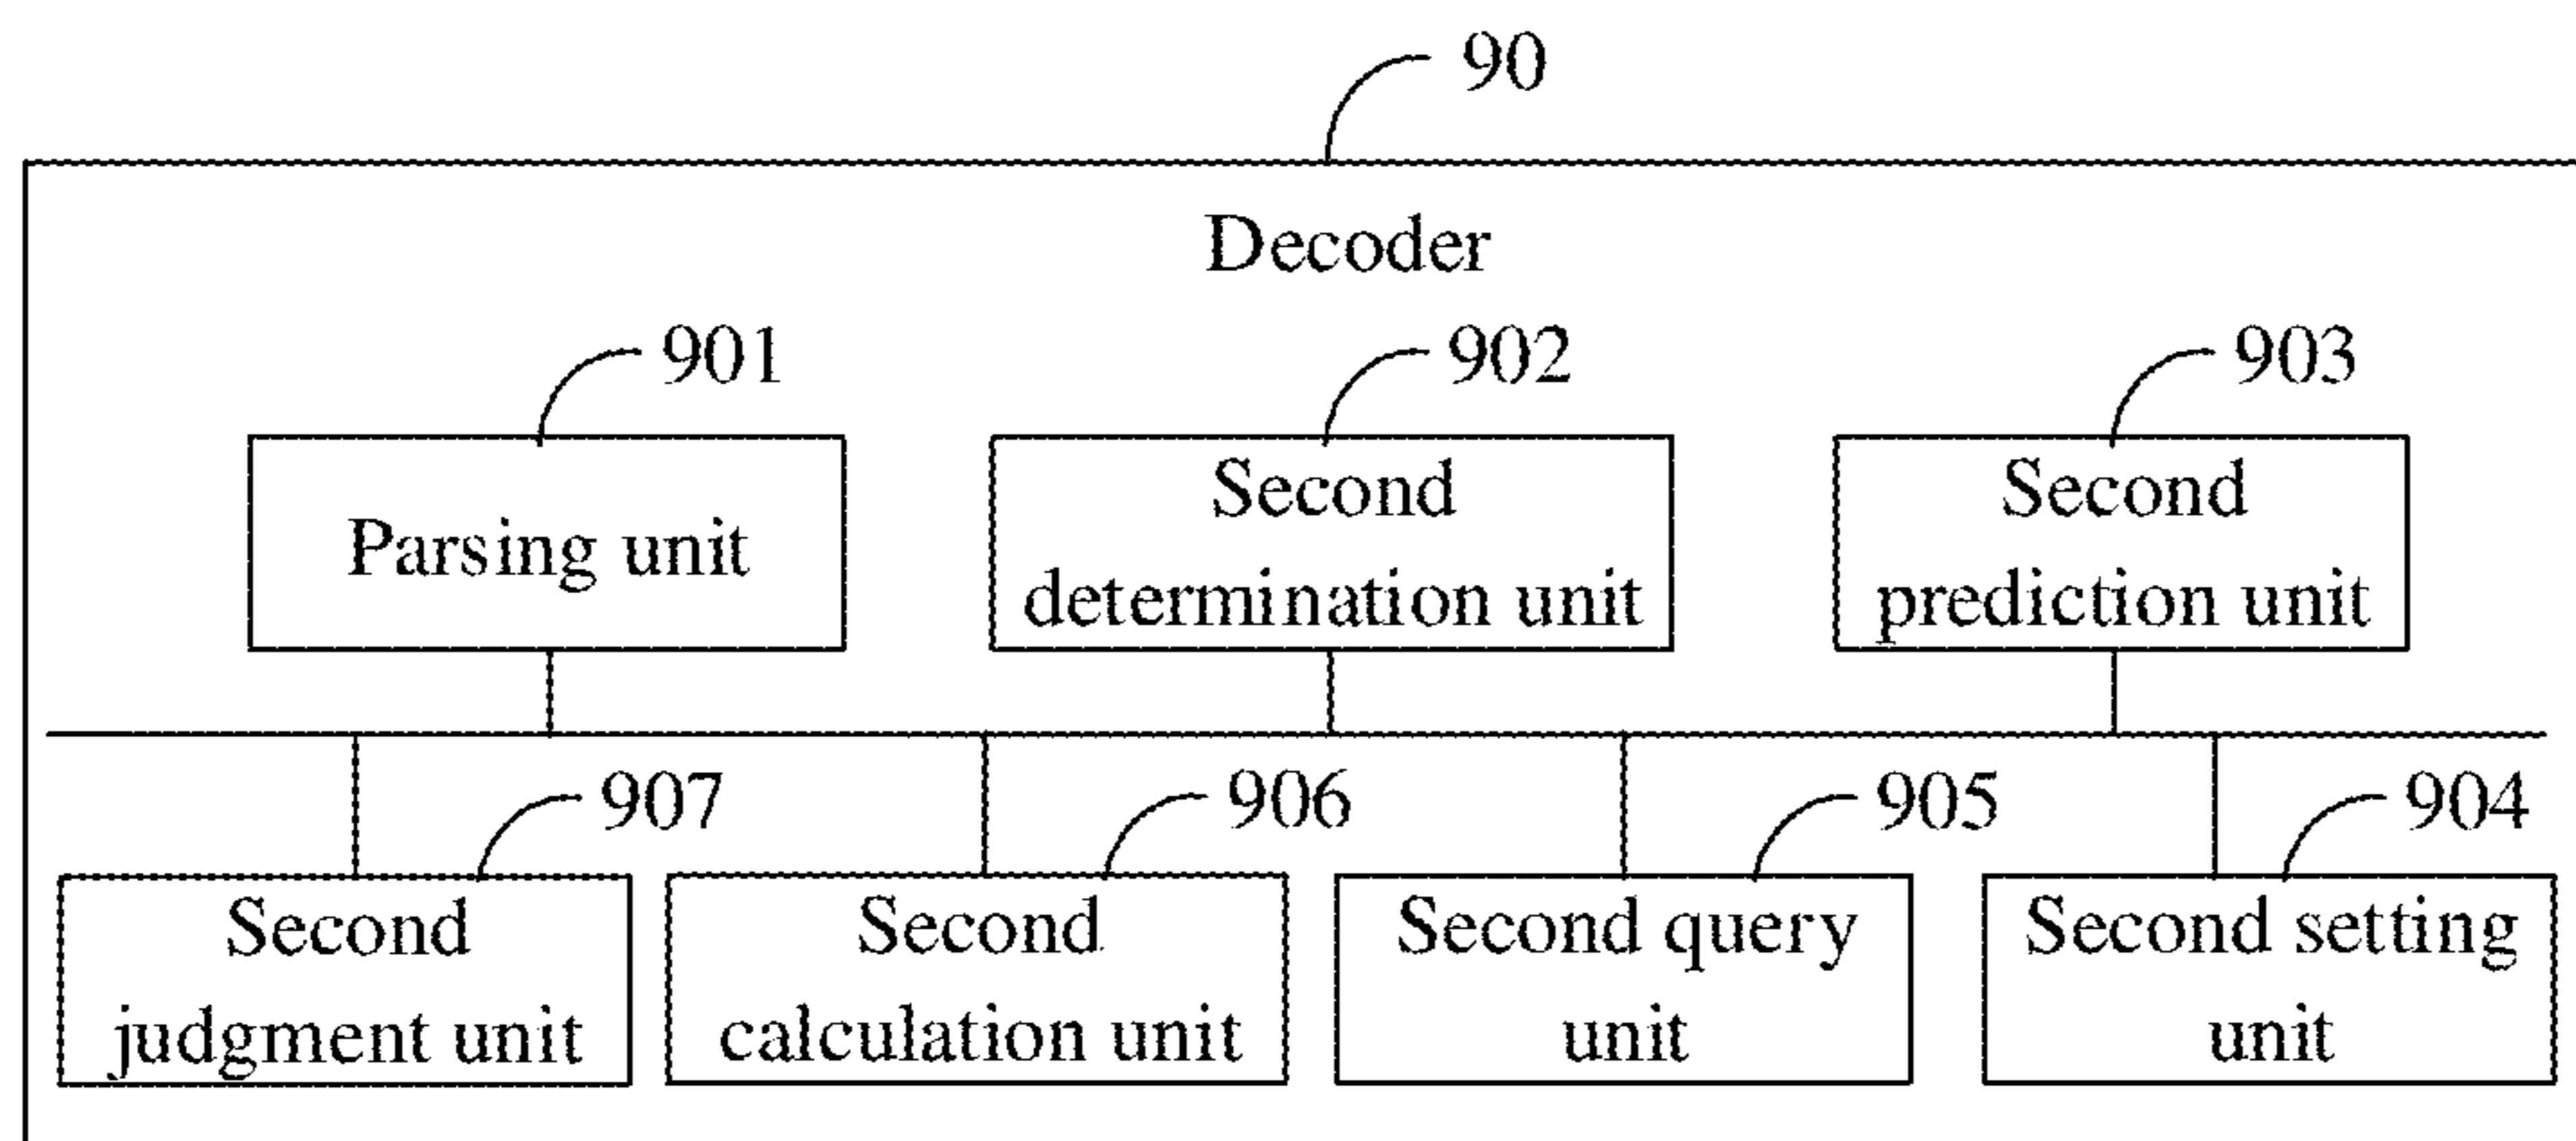 90
Decoder
901
902
903
Parsing unit
Second
determination unit
Second
prediction unit
907
906
905
904
Second
judgment unit
Second
calculation unit
Second query
unit
Second setting
unit